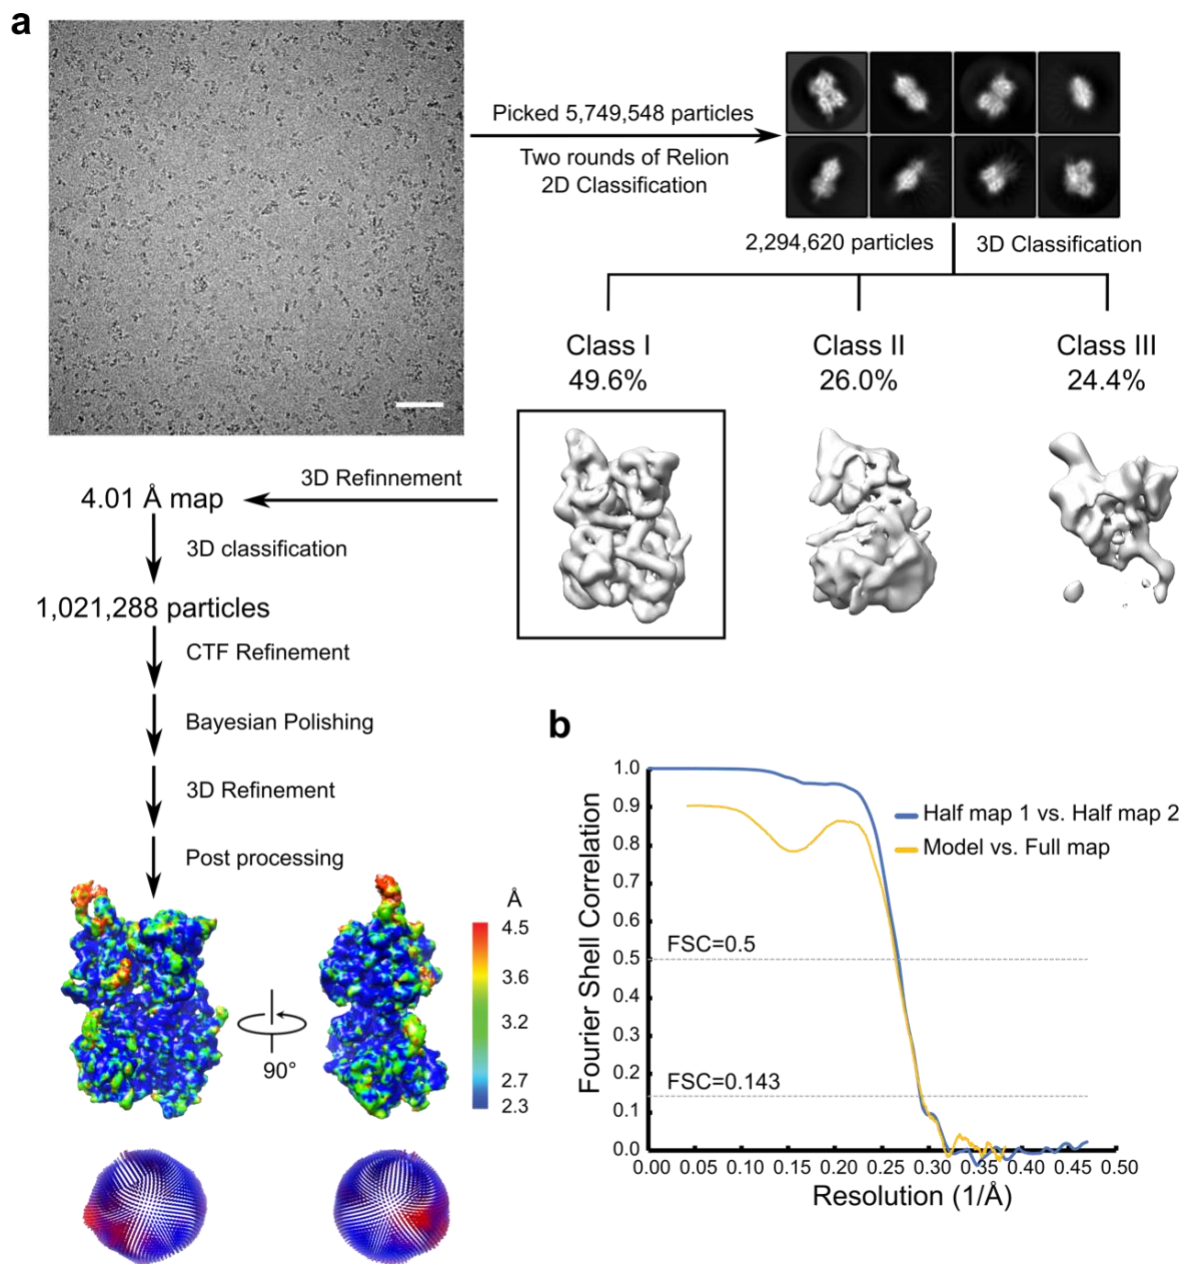 a
Picked 5,749,548 particles
Two rounds of Relion
2D Classification
2,294,620 particles
3D Classification
Class I
49.6%
Class II
26.0%
Class III
24.4%
3D Refinnement
4.01 Å map
3D classification
1,021,288 particles
CTF Refinement
Bayesian Polishing
3D Refinement
Post processing
Å
4.5
3.6
3.2
2.7
2.3
90°
b
1.0
0.9
0.8
0.7
0.6
0.5
0.4
0.3
0.2
0.1
0.0
Fourier Shell Correlation
Half map 1 vs. Half map 2
Model vs. Full map
FSC=0.5
FSC=0.143
0.00 0.05 0.10 0.15 0.20 0.25 0.30 0.35 0.40 0.45 0.50
Resolution (1/Å)